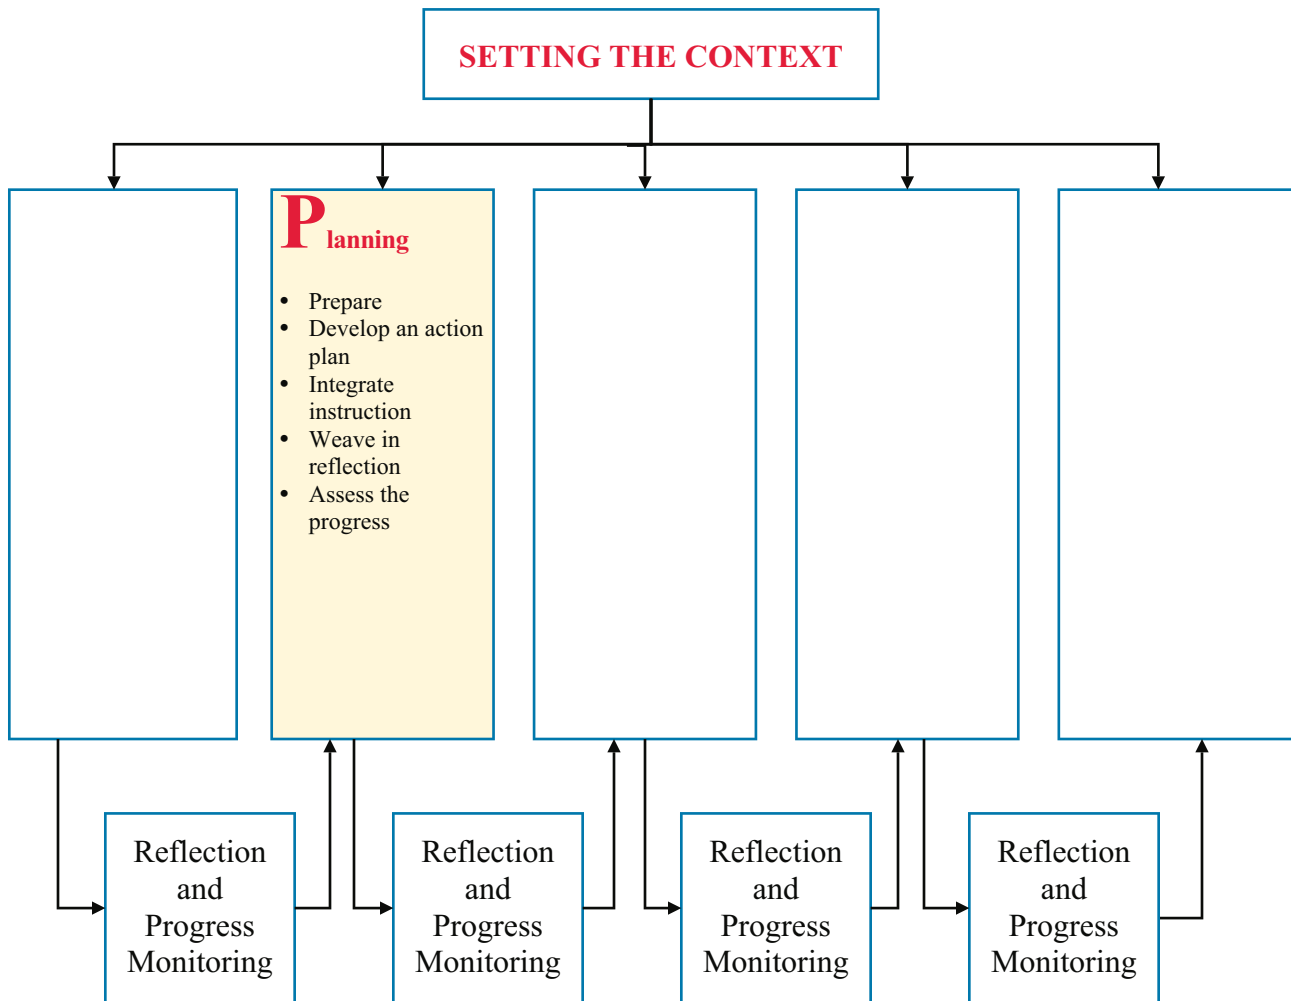 SETTING THE CONTEXT
Planning
• Prepare
• Develop an action
plan
• Integrate
instruction
• Weave in
reflection
• Assess the
progress
Reflection
and
Progress
Monitoring
Reflection
and
Progress
Monitoring
Reflection
and
Progress
Monitoring
Reflection
and
Progress
Monitoring